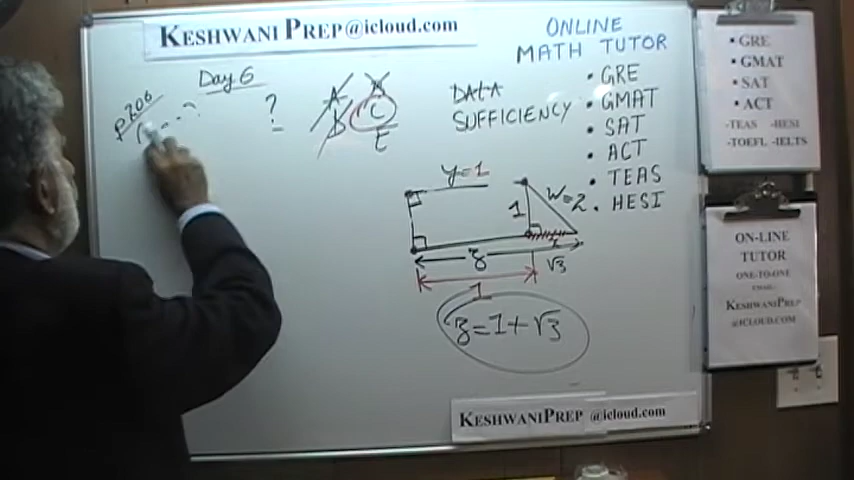 KESHWANI PREP@icloud.com
Day 6
P206
?
A
B
D
C
E
DATA
SUFFICIENCY
ONLINE
MATH TUTOR
• GRE
• GMAT
• SAT
• ACT
• TEAS
• HESI
y=1
1
W=2
z
√3
1
z=1+√3
KESHWANIPREP @icloud.com
• GRE
• GMAT
• SAT
• ACT
-TEAS -HESI
-TOEFL -IELTS
ON-LINE
TUTOR
ONE-TO-ONE
EMAIL:
KESHWANIPREP
@ICLOUD.COM